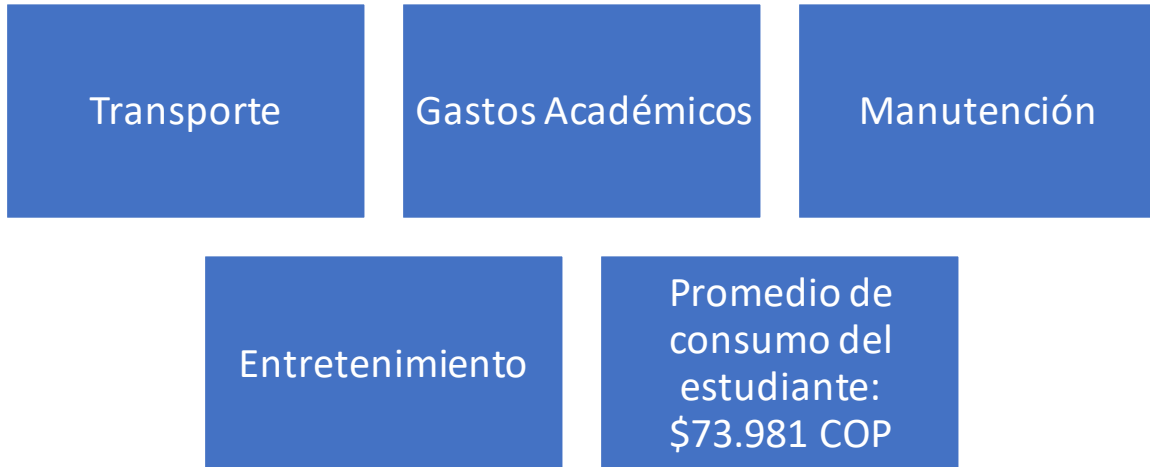 Transporte
Gastos Académicos
Manutención
Entretenimiento
Promedio de
consumo del
estudiante:
$73.981 COP